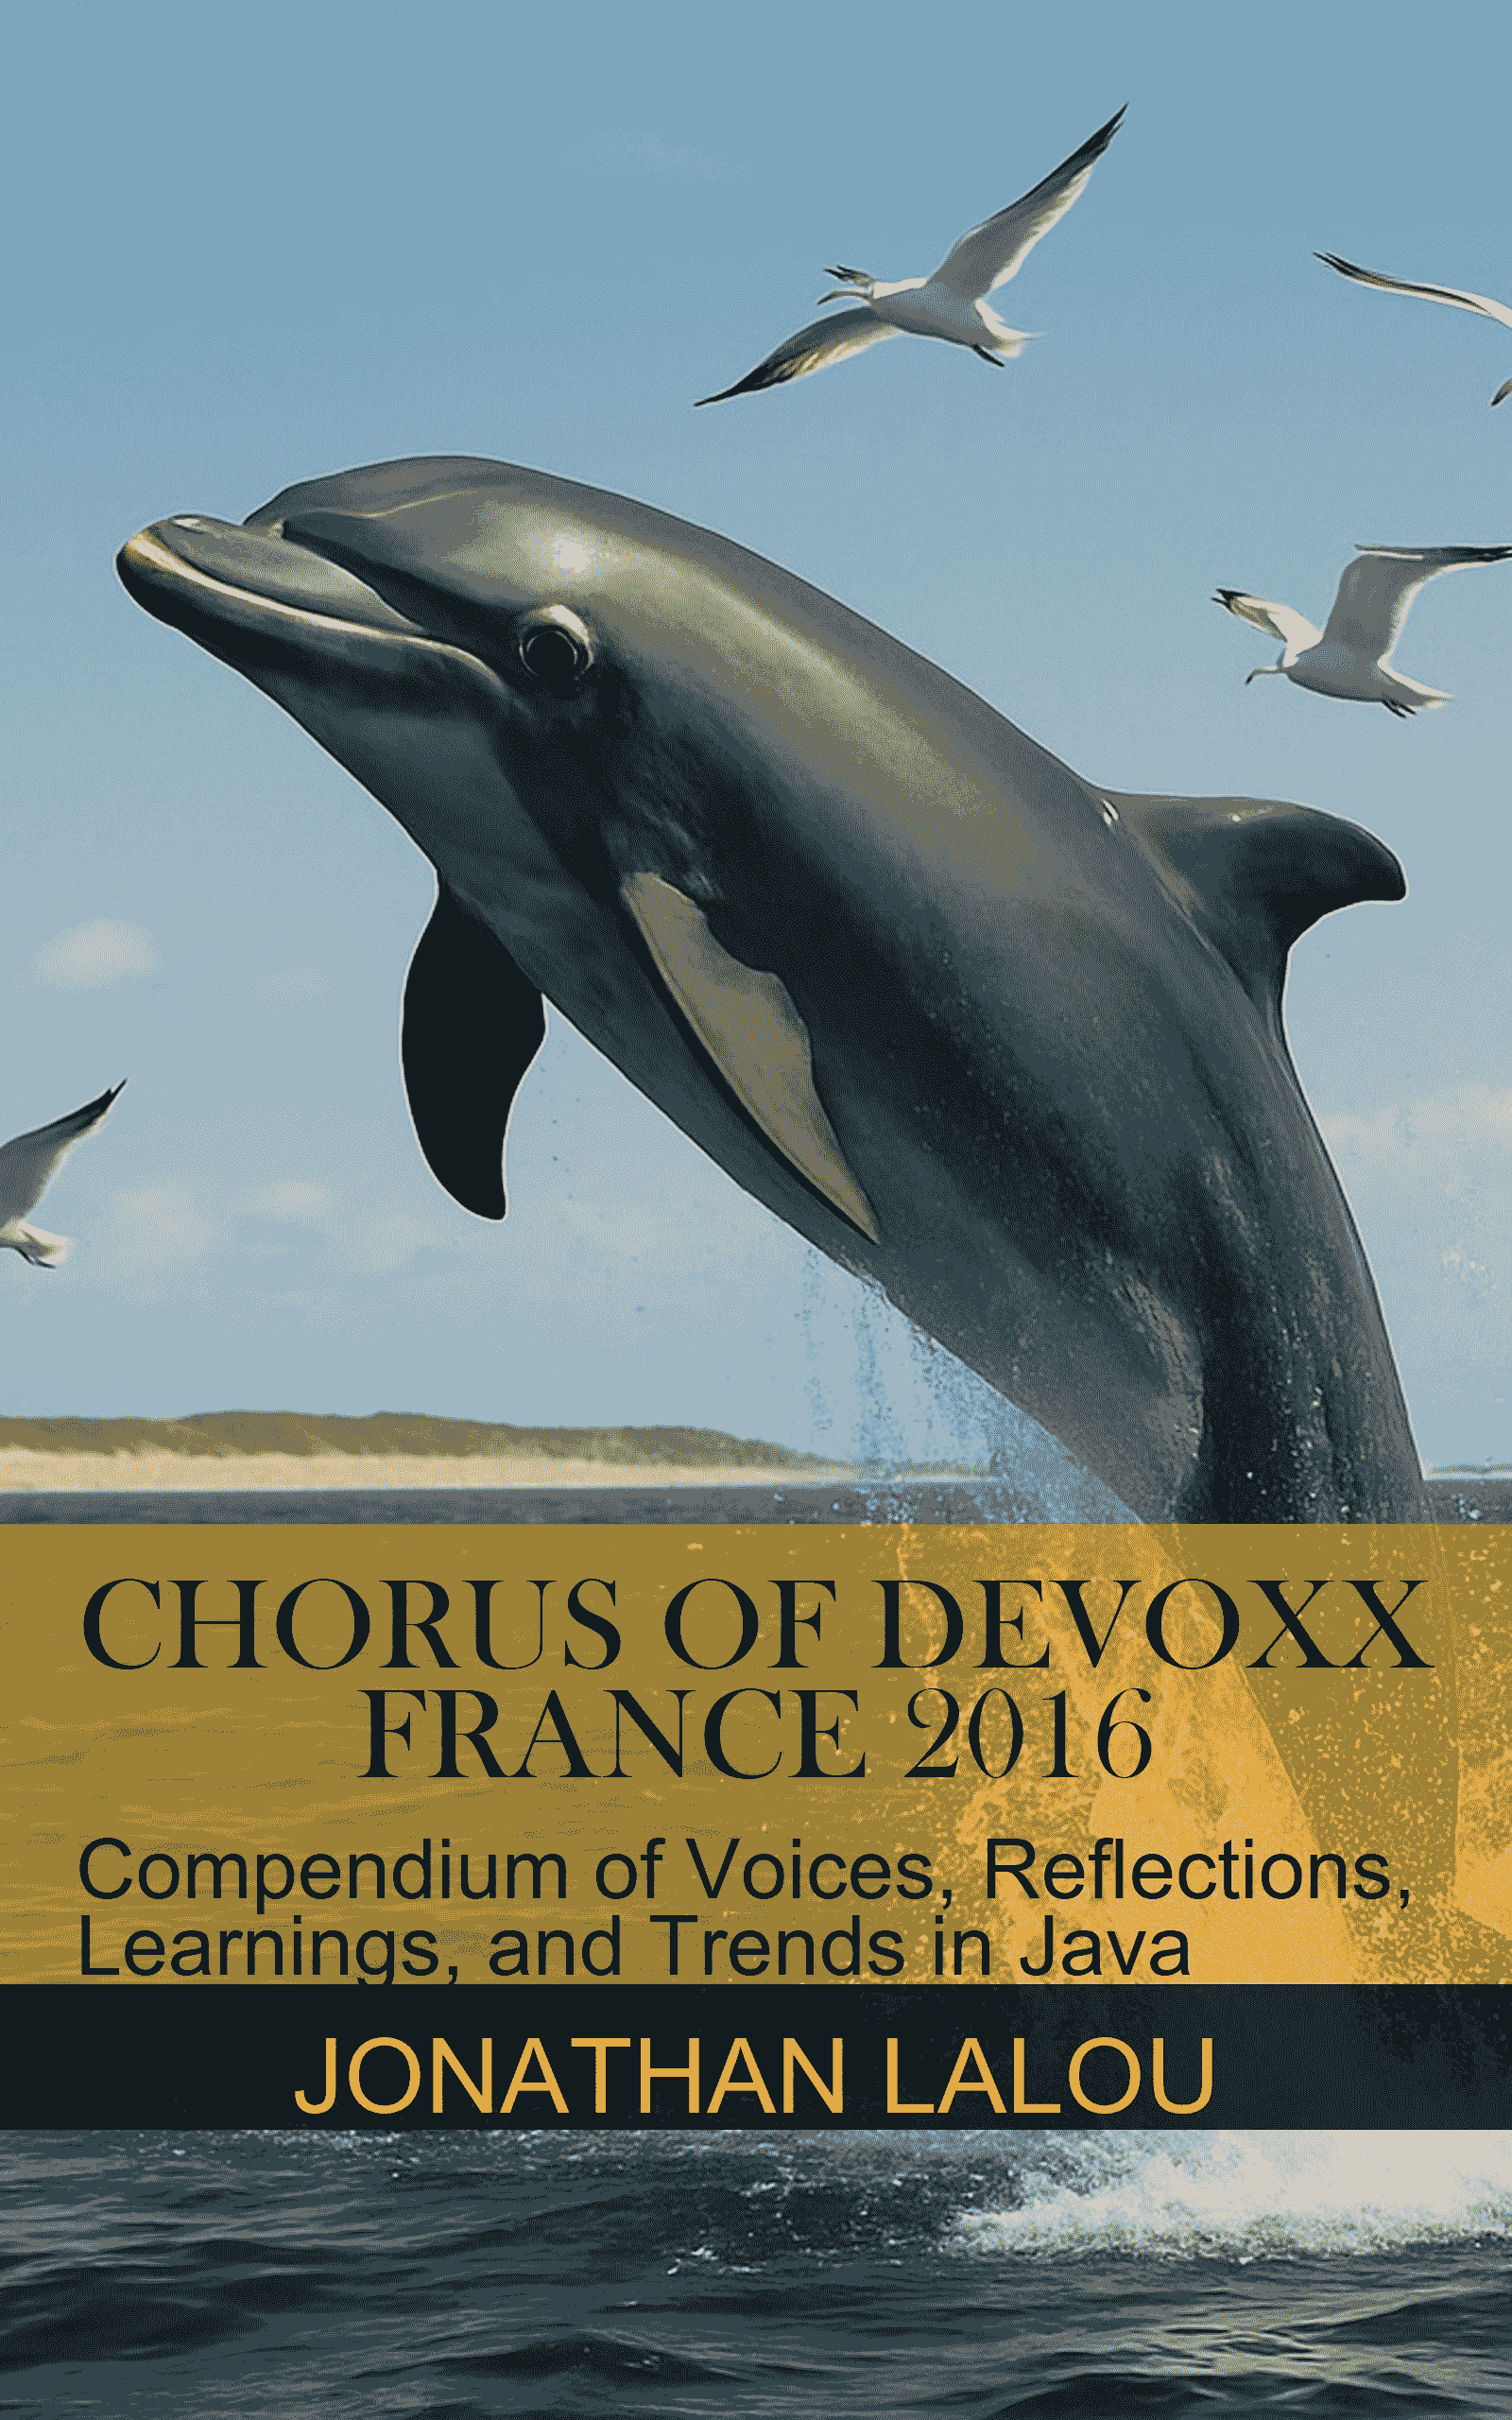 CHORUS OF DEVOXX
FRANCE 2016
Compendium of Voices, Reflections,
Learnings, and Trends in Java
JONATHAN LALOU